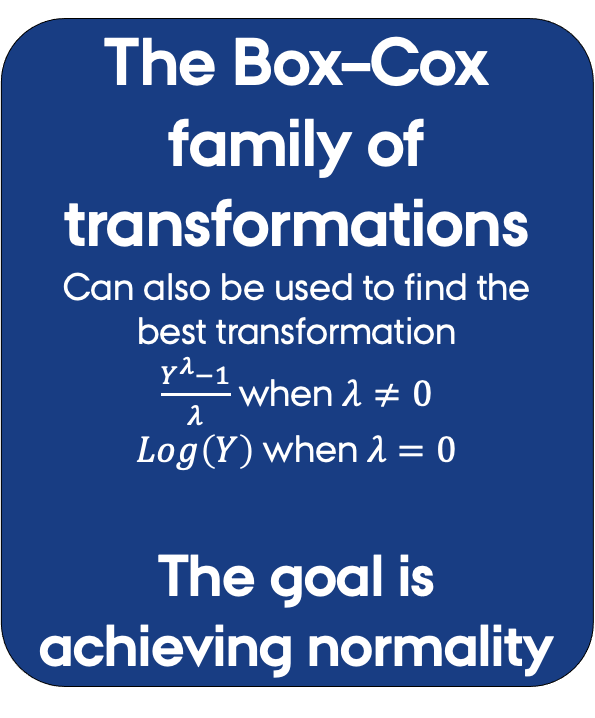 The Box–Cox
family of
transformations
Can also be used to find the
best transformation
$\frac{Y^{\lambda}-1}{\lambda}$ when $\lambda \neq 0$
$Log(Y)$ when $\lambda = 0$
The goal is
achieving normality